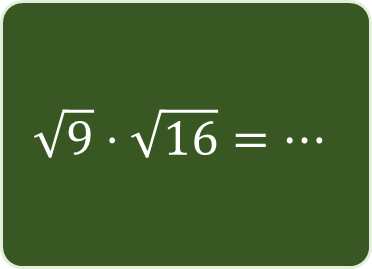 √9 · √16 = ⋯